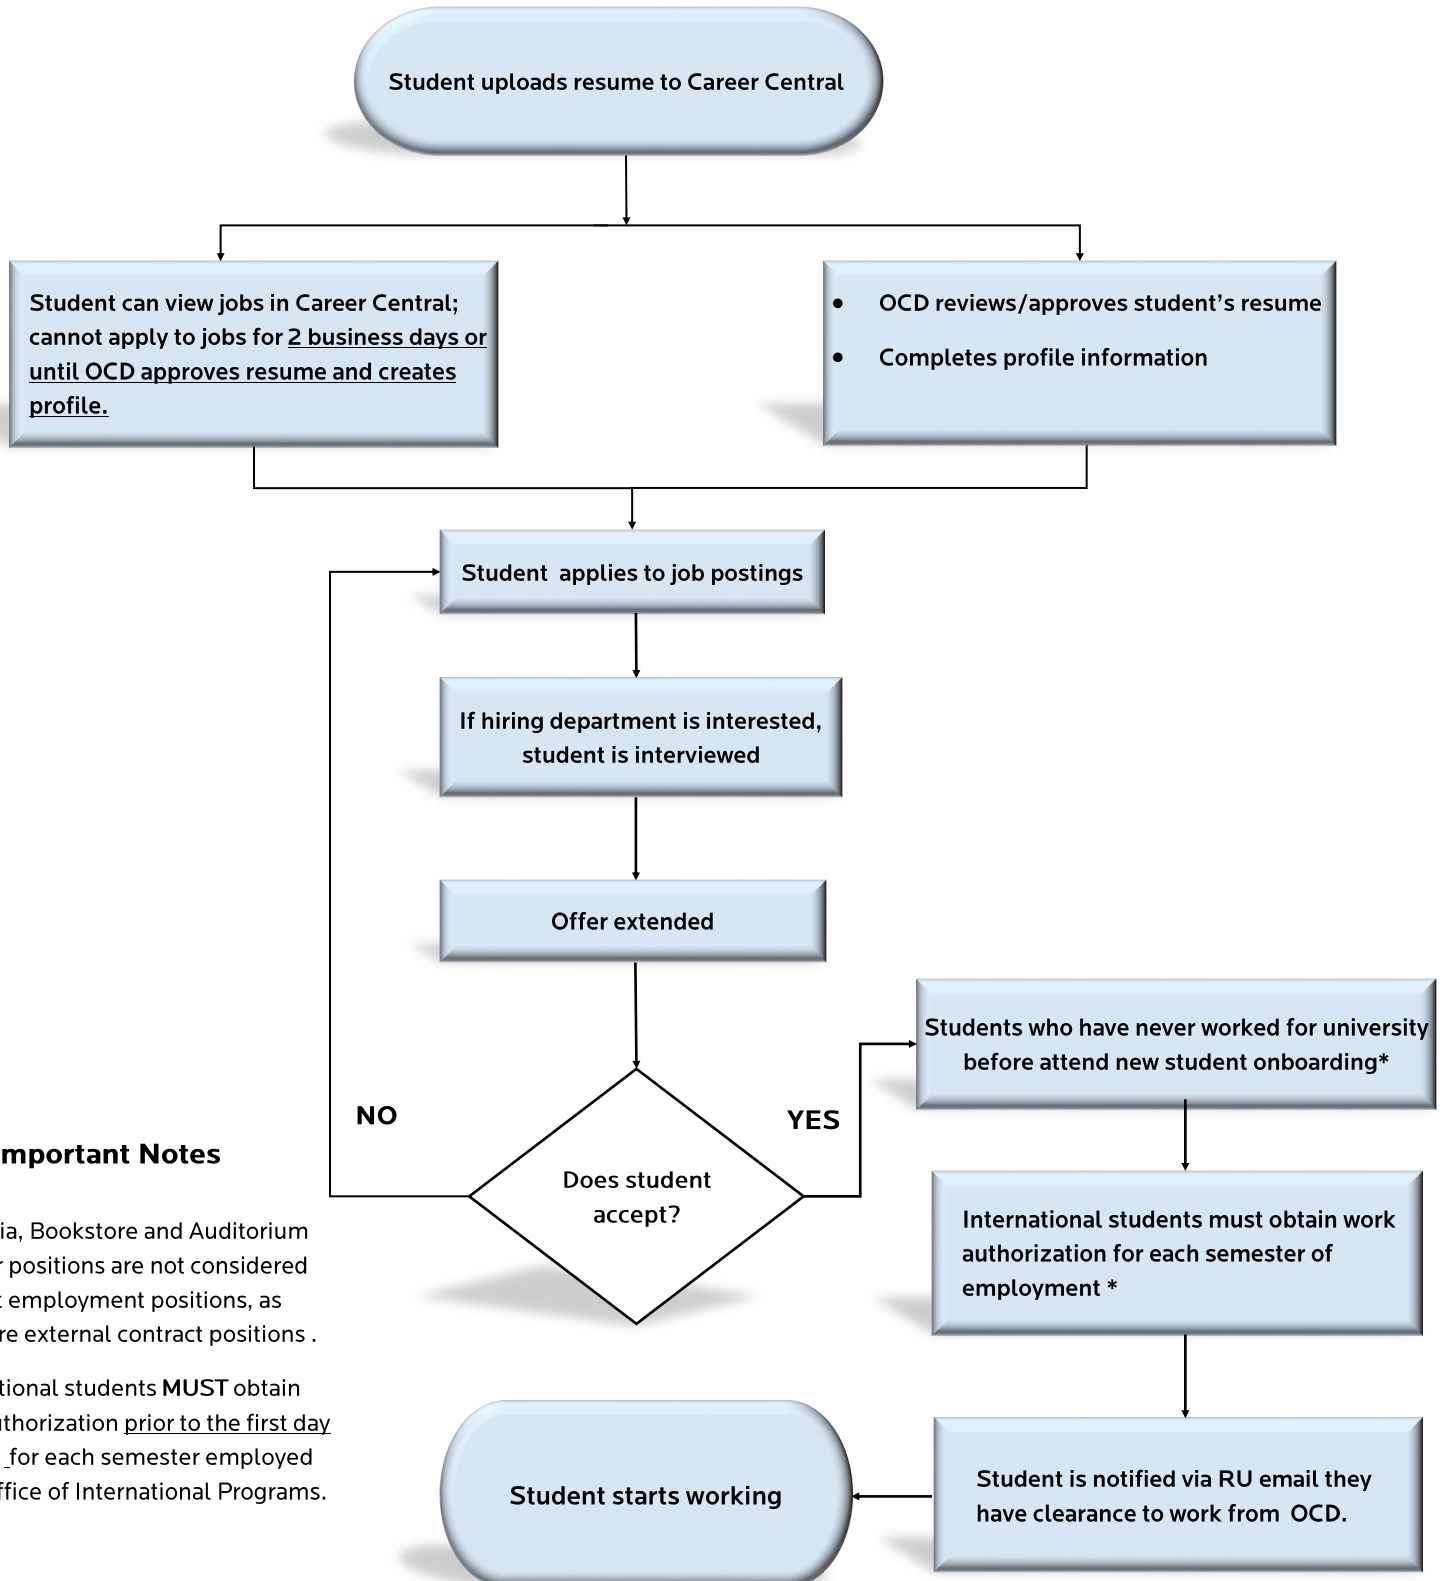 Student uploads resume to Career Central
Student can view jobs in Career Central;
cannot apply to jobs for 2 business days or
until OCD approves resume and creates
profile.
• OCD reviews/approves student’s resume
• Completes profile information
Student applies to job postings
If hiring department is interested,
student is interviewed
Offer extended
Students who have never worked for university
before attend new student onboarding*
NO
YES
Does student
accept?
International students must obtain work
authorization for each semester of
employment *
Student is notified via RU email they
have clearance to work from OCD.
Student starts working
mportant Notes
ia, Bookstore and Auditorium
r positions are not considered
t employment positions, as
re external contract positions .
tional students MUST obtain
uthorization prior to the first day
for each semester employed
ffice of International Programs.